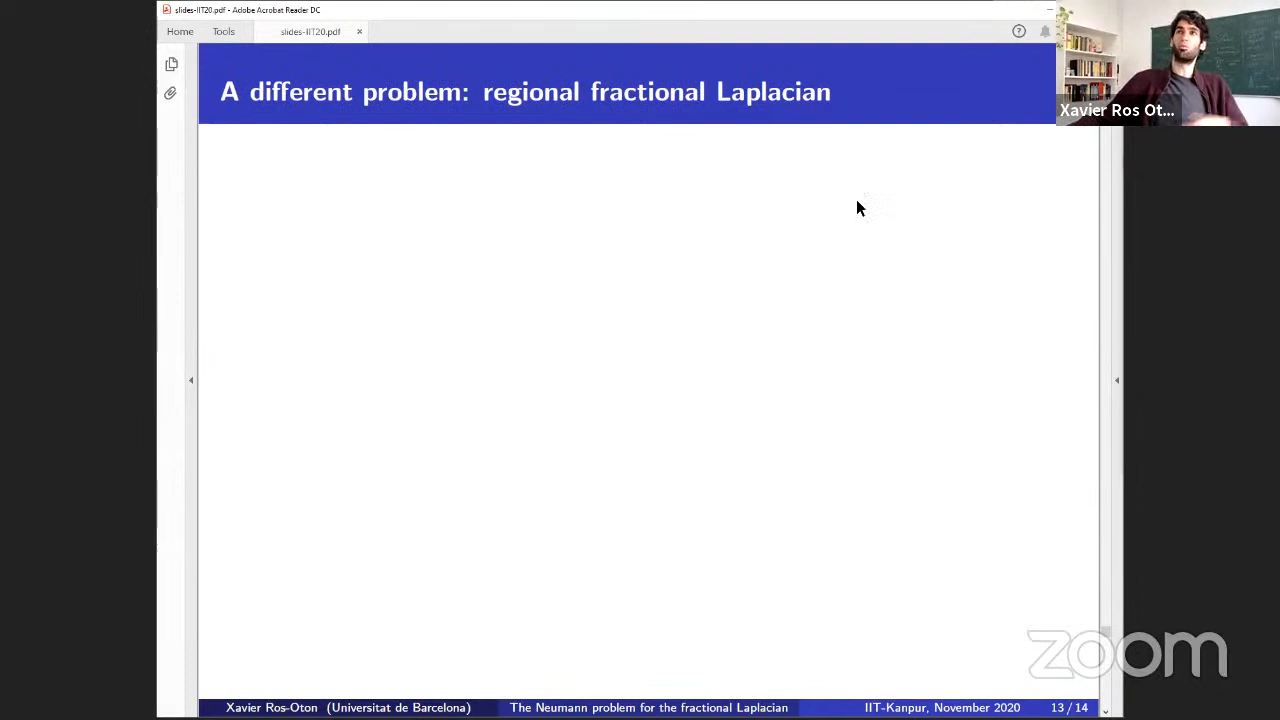 slides-IIT20.pdf - Adobe Acrobat Reader DC
Home Tools slides-IIT20.pdf ×
A different problem: regional fractional Laplacian
Xavier Ros Ot...
zoom
Xavier Ros-Oton (Universitat de Barcelona) The Neumann problem for the fractional Laplacian IIT-Kanpur, November 2020 13 / 14